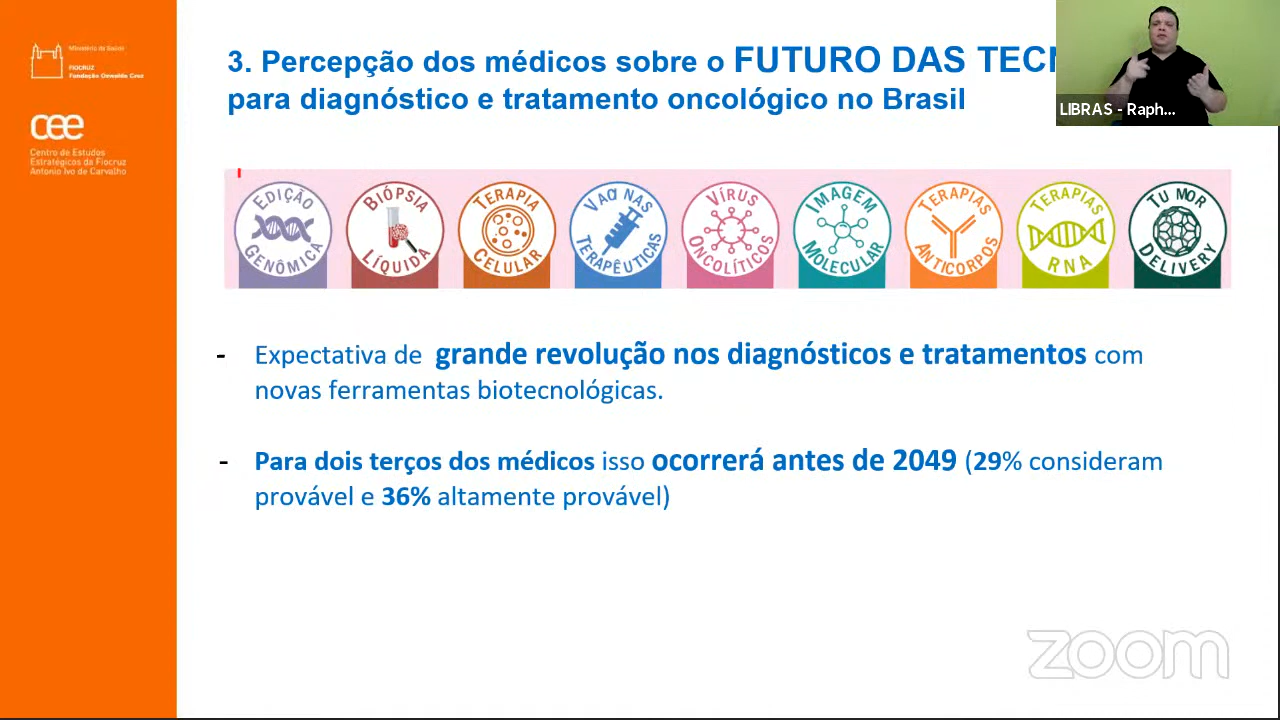 Ministério da Saúde
FIOCRUZ
Fundação Oswaldo Cruz
cee
Centro de Estudos
Estratégicos da Fiocruz
Antonio Ivo de Carvalho
3. Percepção dos médicos sobre o FUTURO DAS TEC
para diagnóstico e tratamento oncológico no Brasil
LIBRAS - Raph...
EDIÇÃO GENÔMICA
BIÓPSIA LÍQUIDA
TERAPIA CELULAR
VACINAS TERAPÊUTICAS
VÍRUS ONCOLÍTICOS
IMAGEM MOLECULAR
TERAPIAS ANTICORPOS
TERAPIAS RNA
TUMOR DELIVERY
- Expectativa de grande revolução nos diagnósticos e tratamentos com
novas ferramentas biotecnológicas.
- Para dois terços dos médicos isso ocorrerá antes de 2049 (29% consideram
provável e 36% altamente provável)
zoom